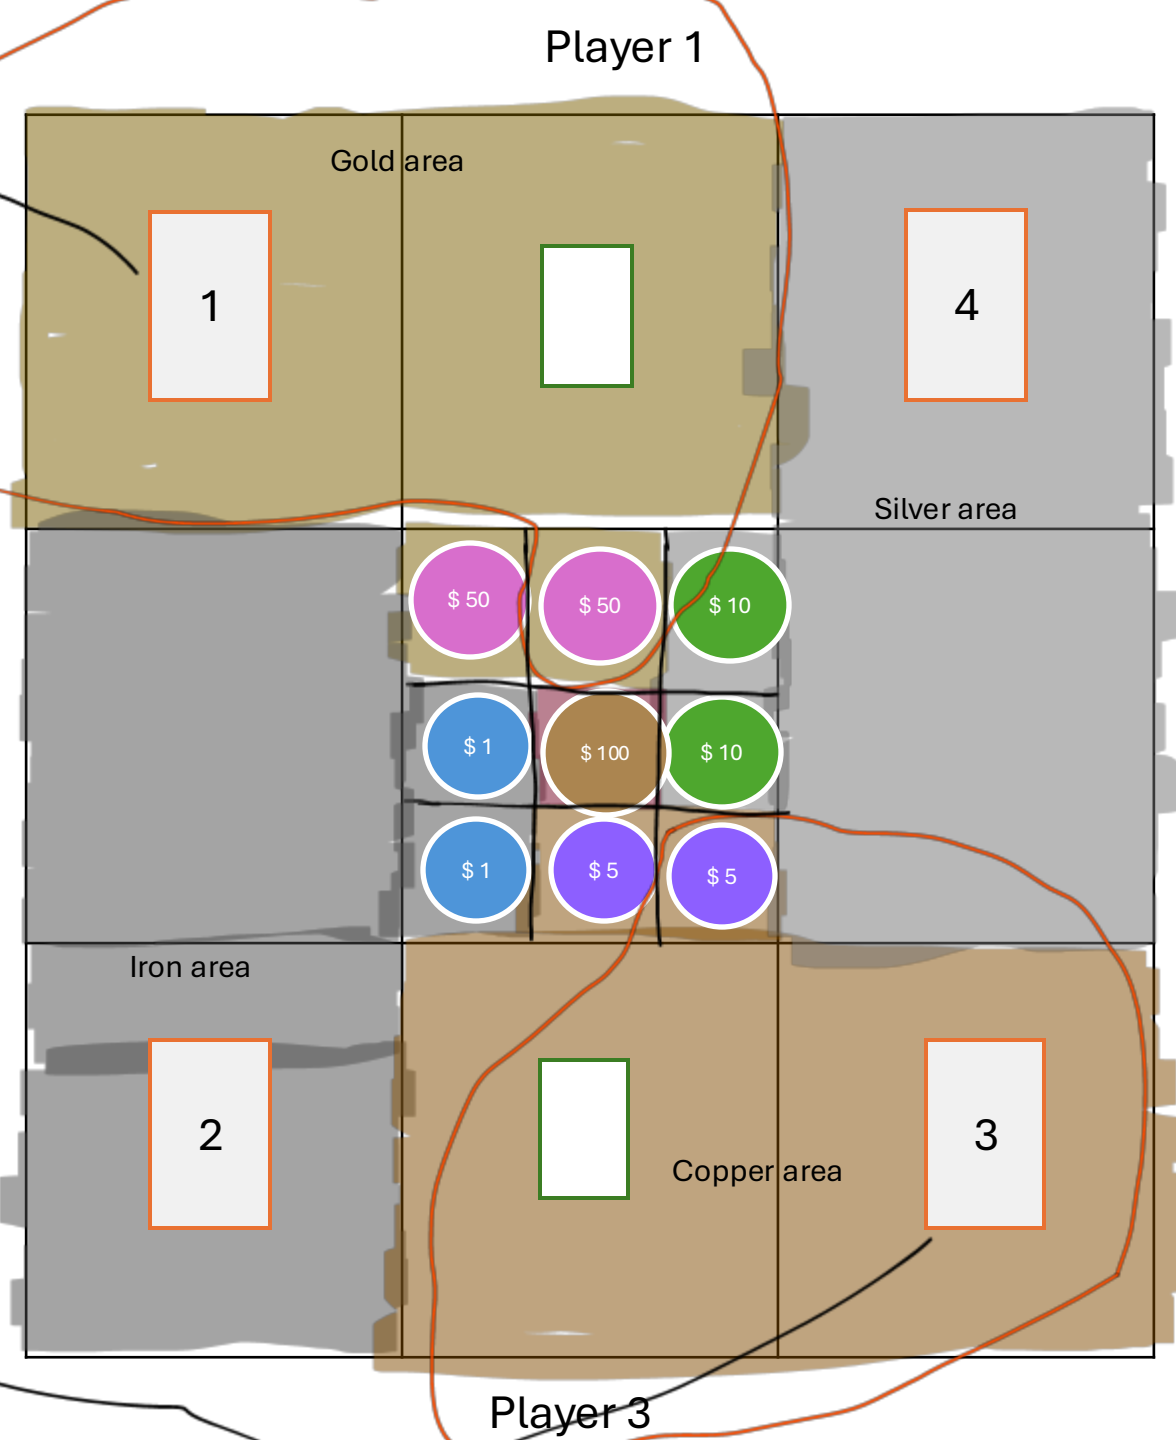 Player 1
Gold area
1
4
Silver area
$ 50
$ 50
$ 10
$ 1
$ 100
$ 10
$ 1
$ 5
$ 5
Iron area
2
3
Copper area
Player 3